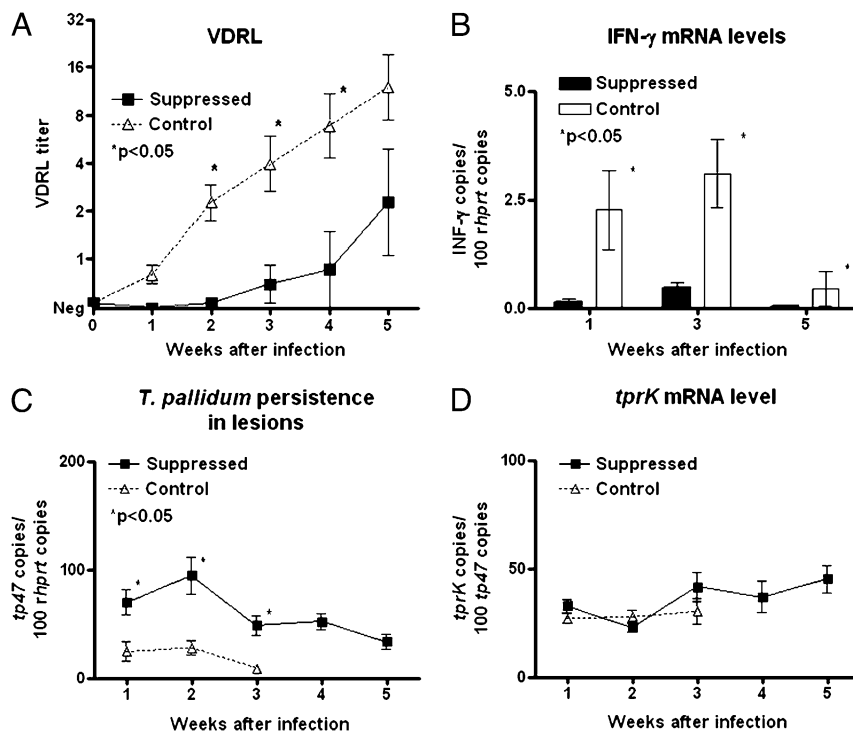 A
VDRL
32
16
8
4
2
1
Neg
VDRL titer
Suppressed
Control
*p<0.05
*
*
*
0 1 2 3 4 5
Weeks after infection
B
IFN-γ mRNA levels
5.0
2.5
0.0
INF-γ copies/
100 rhprt copies
Suppressed
Control
*p<0.05
*
*
*
1 3 5
Weeks after infection
C
T. pallidum persistence
in lesions
200
100
0
tp47 copies/
100 rhprt copies
Suppressed
Control
*p<0.05
*
*
*
1 2 3 4 5
Weeks after infection
D
tprK mRNA level
100
50
0
tprK copies/
100 tp47 copies
Suppressed
Control
1 2 3 4 5
Weeks after infection